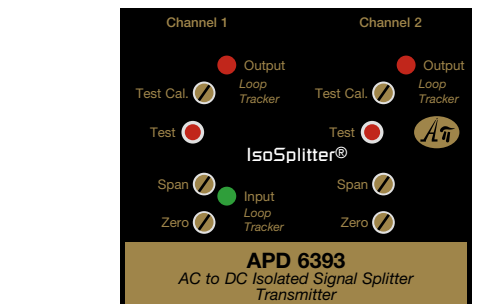 Channel 1 Channel 2
Output Output
Test Cal. Loop Tracker Test Cal. Loop Tracker
Test Test
IsoSplitter®
Span Span
Input
Zero Loop Tracker Zero
APD 6393
AC to DC Isolated Signal Splitter
Transmitter